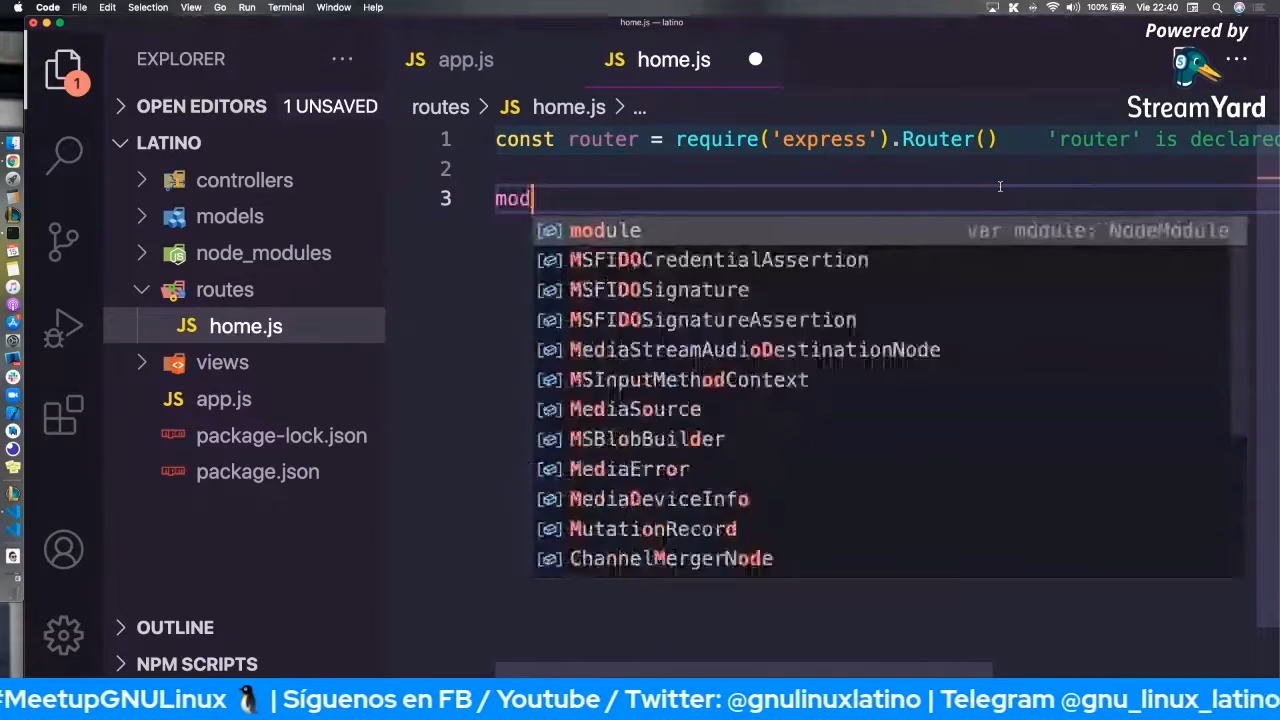 Code File Edit Selection View Go Run Terminal Window Help 100% Vie 22:40
home.js — latino
Powered by
StreamYard
EXPLORER
JS app.js
JS home.js
1
OPEN EDITORS 1 UNSAVED
routes > JS home.js > ...
LATINO
1 const router = require('express').Router() 'router' is declared
2
3 mod
controllers
models
node_modules
routes
JS home.js
views
JS app.js
package-lock.json
package.json
module var module: NodeModule
MSFIDOCredentialAssertion
MSFIDOSignature
MSFIDOSignatureAssertion
MediaStreamAudioDestinationNode
MSInputMethodContext
MediaSource
MSBlobBuilder
MediaError
MediaDeviceInfo
MutationRecord
ChannelMergerNode
OUTLINE
NPM SCRIPTS
#MeetupGNULinux 🐧 | Síguenos en FB / Youtube / Twitter: @gnulinuxlatino | Telegram @gnu_linux_latino